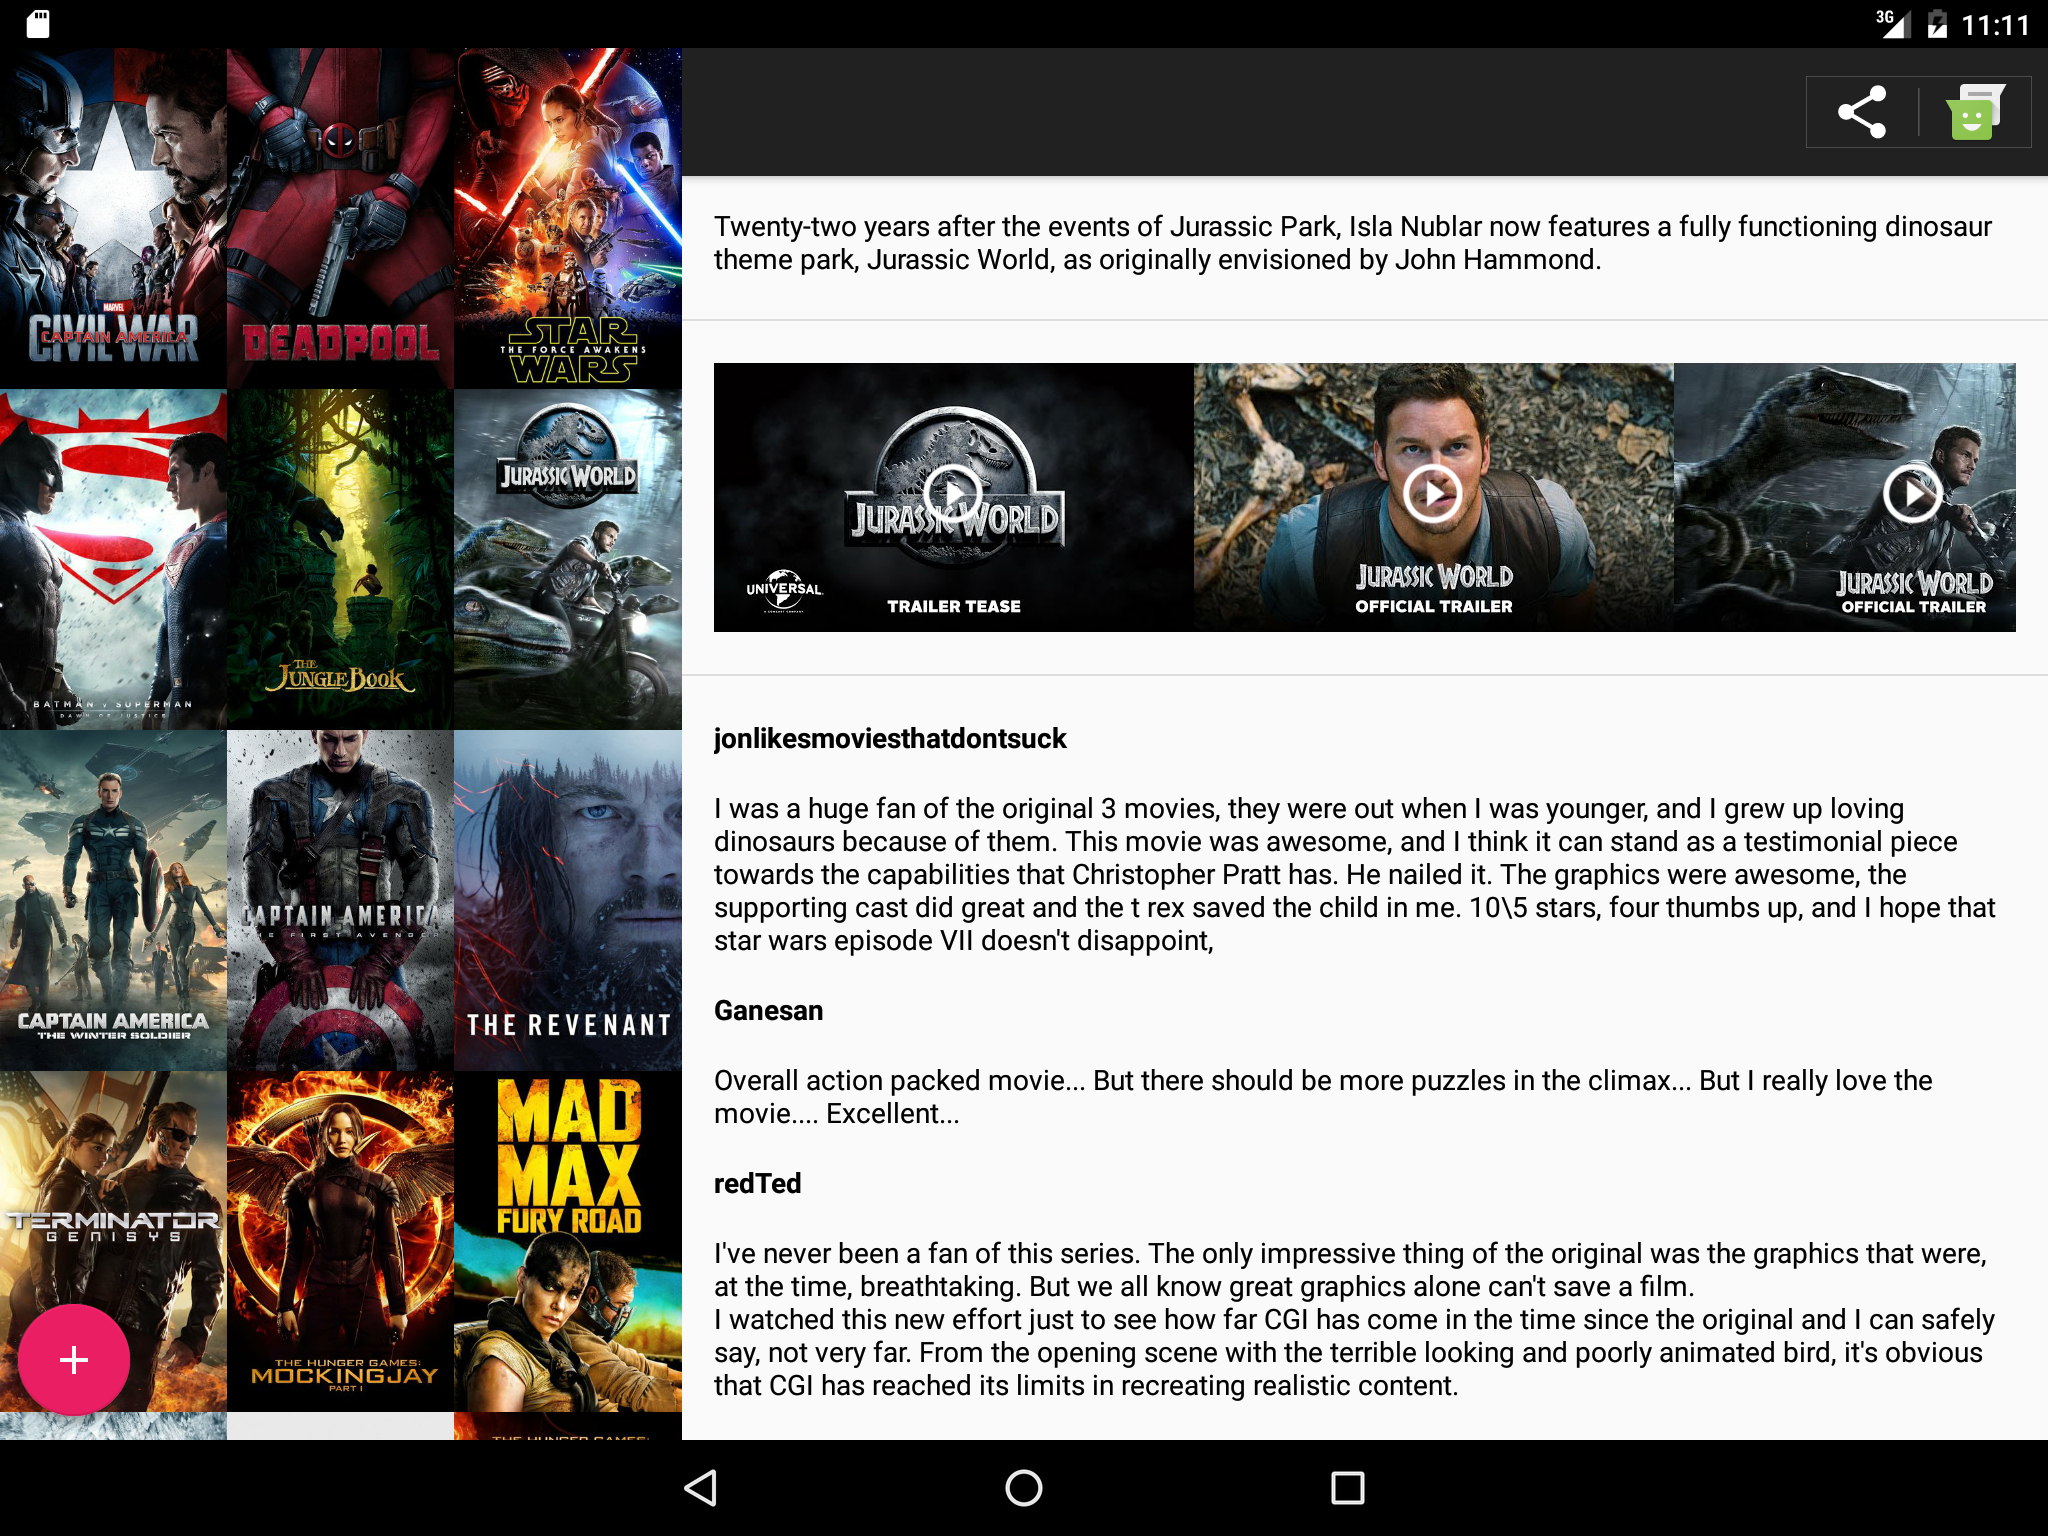 3G
11:11
MARVEL
CAPTAIN AMERICA
CIVIL WAR
DEADPOOL
STAR
THE FORCE AWAKENS
WARS
BATMAN v SUPERMAN
DAWN OF JUSTICE
THE
JUNGLE BOOK
JURASSIC WORLD
CAPTAIN AMERICA
THE WINTER SOLDIER
CAPTAIN AMERICA
THE FIRST AVENGER
THE REVENANT
TERMINATOR
GENISYS
THE HUNGER GAMES:
MOCKINGJAY
PART 1
MAD
MAX
FURY ROAD
THE HUNGER GAMES:
Twenty-two years after the events of Jurassic Park, Isla Nublar now features a fully functioning dinosaur
theme park, Jurassic World, as originally envisioned by John Hammond.
JURASSIC WORLD
UNIVERSAL
TRAILER TEASE
JURASSIC WORLD
OFFICIAL TRAILER
JURASSIC WORLD
OFFICIAL TRAILER
jonlikesmoviesthatdontsuck
I was a huge fan of the original 3 movies, they were out when I was younger, and I grew up loving
dinosaurs because of them. This movie was awesome, and I think it can stand as a testimonial piece
towards the capabilities that Christopher Pratt has. He nailed it. The graphics were awesome, the
supporting cast did great and the t rex saved the child in me. 10\5 stars, four thumbs up, and I hope that
star wars episode VII doesn't disappoint,
Ganesan
Overall action packed movie... But there should be more puzzles in the climax... But I really love the
movie.... Excellent...
redTed
I've never been a fan of this series. The only impressive thing of the original was the graphics that were,
at the time, breathtaking. But we all know great graphics alone can't save a film.
I watched this new effort just to see how far CGI has come in the time since the original and I can safely
say, not very far. From the opening scene with the terrible looking and poorly animated bird, it's obvious
that CGI has reached its limits in recreating realistic content.